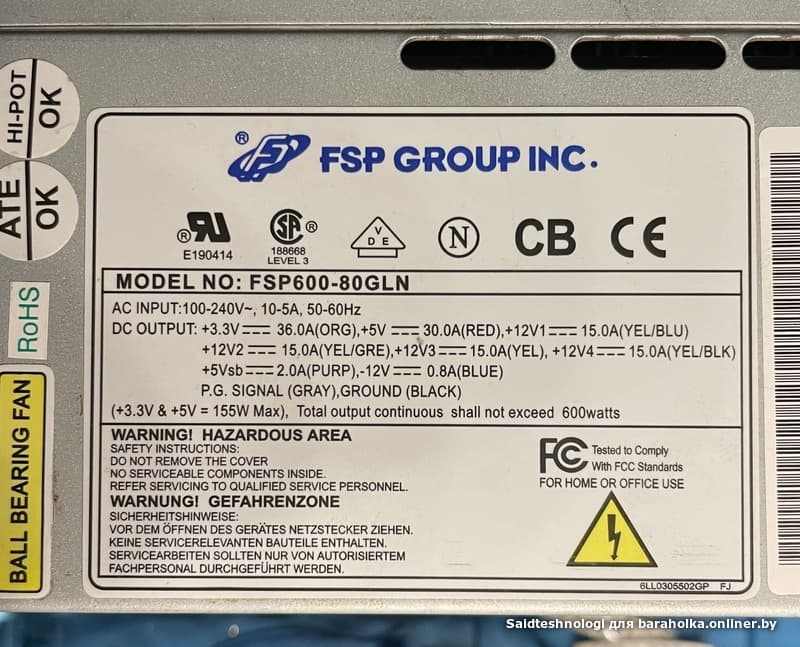 HI-POT
OK
ATE
OK
RoHS
BALL BEARING FAN
® FSP GROUP INC.
® RU
E190414
SA ®
188668
LEVEL 3
V
D E
N
CB
CE
MODEL NO: FSP600-80GLN
AC INPUT:100-240V~, 10-5A, 50-60Hz
DC OUTPUT: +3.3V⎓ 36.0A(ORG),+5V ⎓ 30.0A(RED),+12V1⎓ 15.0A(YEL/BLU)
+12V2 ⎓ 15.0A(YEL/GRE),+12V3⎓15.0A(YEL), +12V4⎓15.0A(YEL/BLK)
+5Vsb⎓2.0A(PURP),-12V⎓ 0.8A(BLUE)
P.G. SIGNAL (GRAY),GROUND (BLACK)
(+3.3V & +5V = 155W Max), Total output continuous shall not exceed 600watts
WARNING! HAZARDOUS AREA
SAFETY INSTRUCTIONS:
DO NOT REMOVE THE COVER
NO SERVICEABLE COMPONENTS INSIDE.
REFER SERVICING TO QUALIFIED SERVICE PERSONNEL.
WARNUNG! GEFAHRENZONE
SICHERHEITSHINWEISE:
VOR DEM ÖFFNEN DES GERÄTES NETZSTECKER ZIEHEN.
KEINE SERVICERELEVANTEN BAUTEILE ENTHALTEN.
SERVICEARBEITEN SOLLTEN NUR VON AUTORISIERTEM
FACHPERSONAL DURCHGEFÜHRT WERDEN.
FC Tested to Comply
With FCC Standards
FOR HOME OR OFFICE USE
6LL0305502GP FJ
Saldteshnologi для baraholka.onliner.by